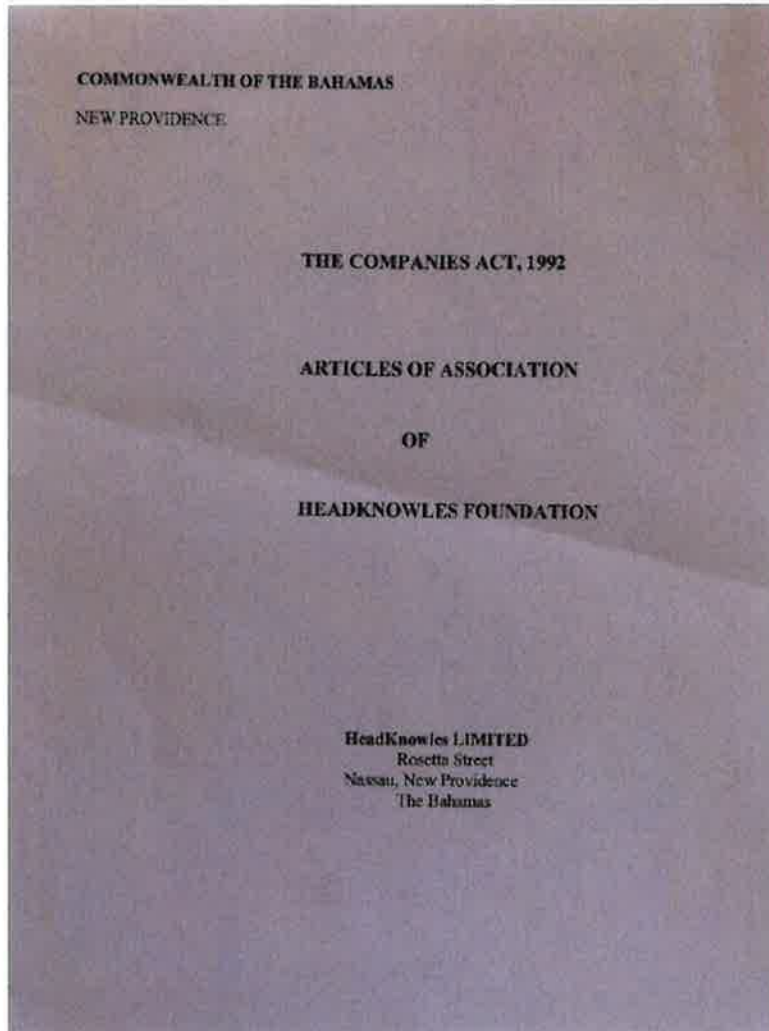 COMMONWEALTH OF THE BAHAMAS
NEW PROVIDENCE
THE COMPANIES ACT, 1992
ARTICLES OF ASSOCIATION
OF
HEADKNOWLES FOUNDATION
HeadKnowles LIMITED
Rosetta Street
Nassau, New Providence
The Bahamas